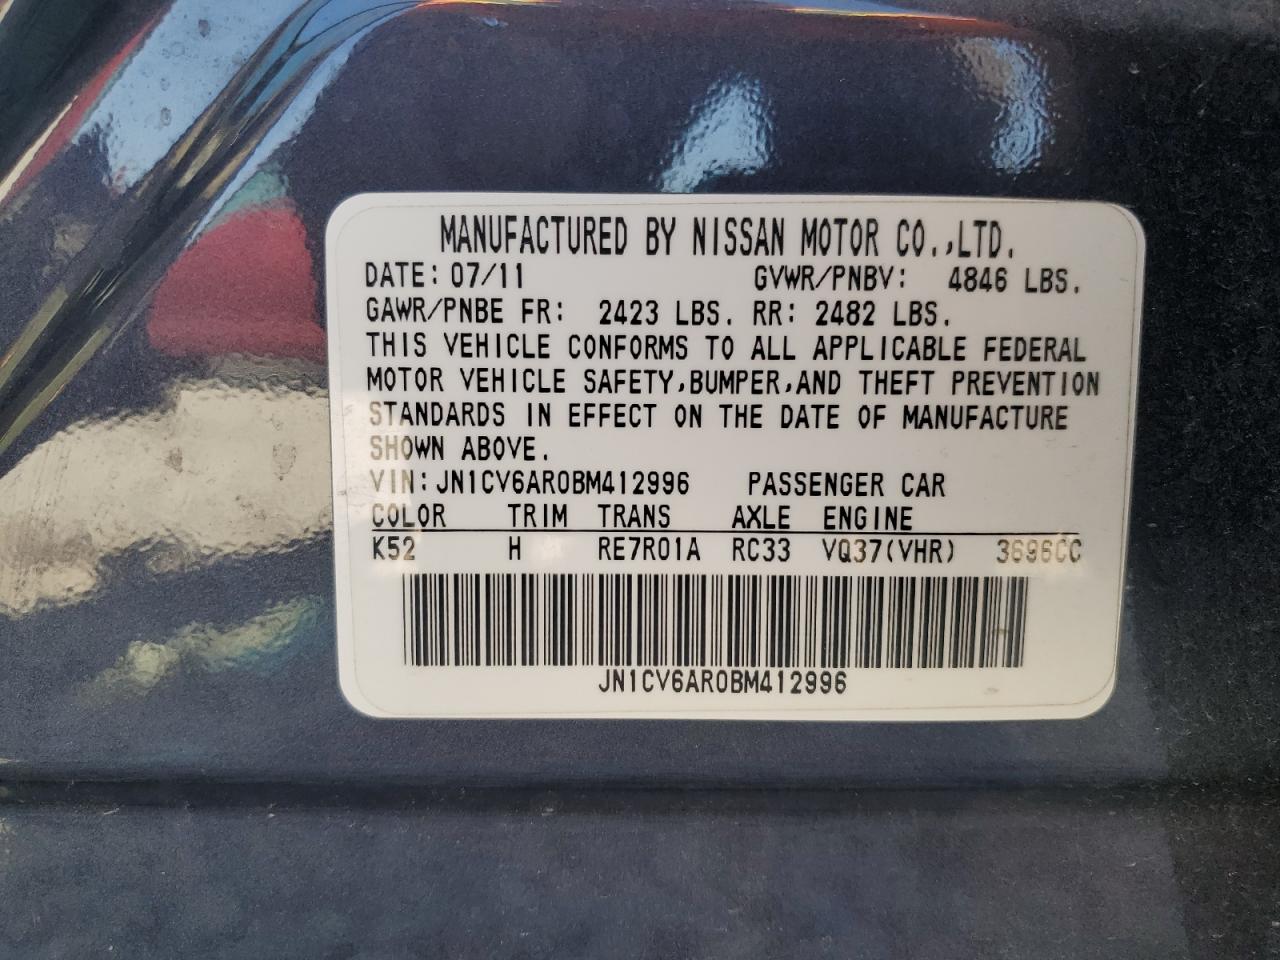 MANUFACTURED BY NISSAN MOTOR CO.,LTD.
DATE: 07/11 GVWR/PNBV: 4846 LBS.
GAWR/PNBE FR: 2423 LBS. RR: 2482 LBS.
THIS VEHICLE CONFORMS TO ALL APPLICABLE FEDERAL
MOTOR VEHICLE SAFETY,BUMPER,AND THEFT PREVENTION
STANDARDS IN EFFECT ON THE DATE OF MANUFACTURE
SHOWN ABOVE.
VIN:JN1CV6AR0BM412996 PASSENGER CAR
COLOR TRIM TRANS AXLE ENGINE
K52 H RE7R01A RC33 VQ37(VHR) 3696CC
JN1CV6AR0BM412996